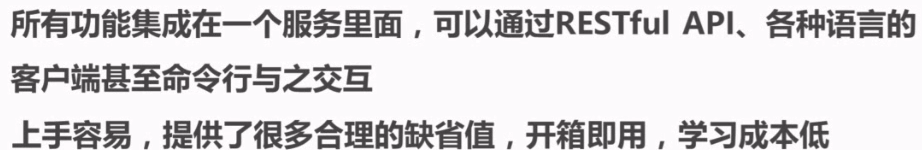 所有功能集成在一个服务里面，可以通过RESTful API、各种语言的
客户端甚至命令行与之交互
上手容易，提供了很多合理的缺省值，开箱即用，学习成本低